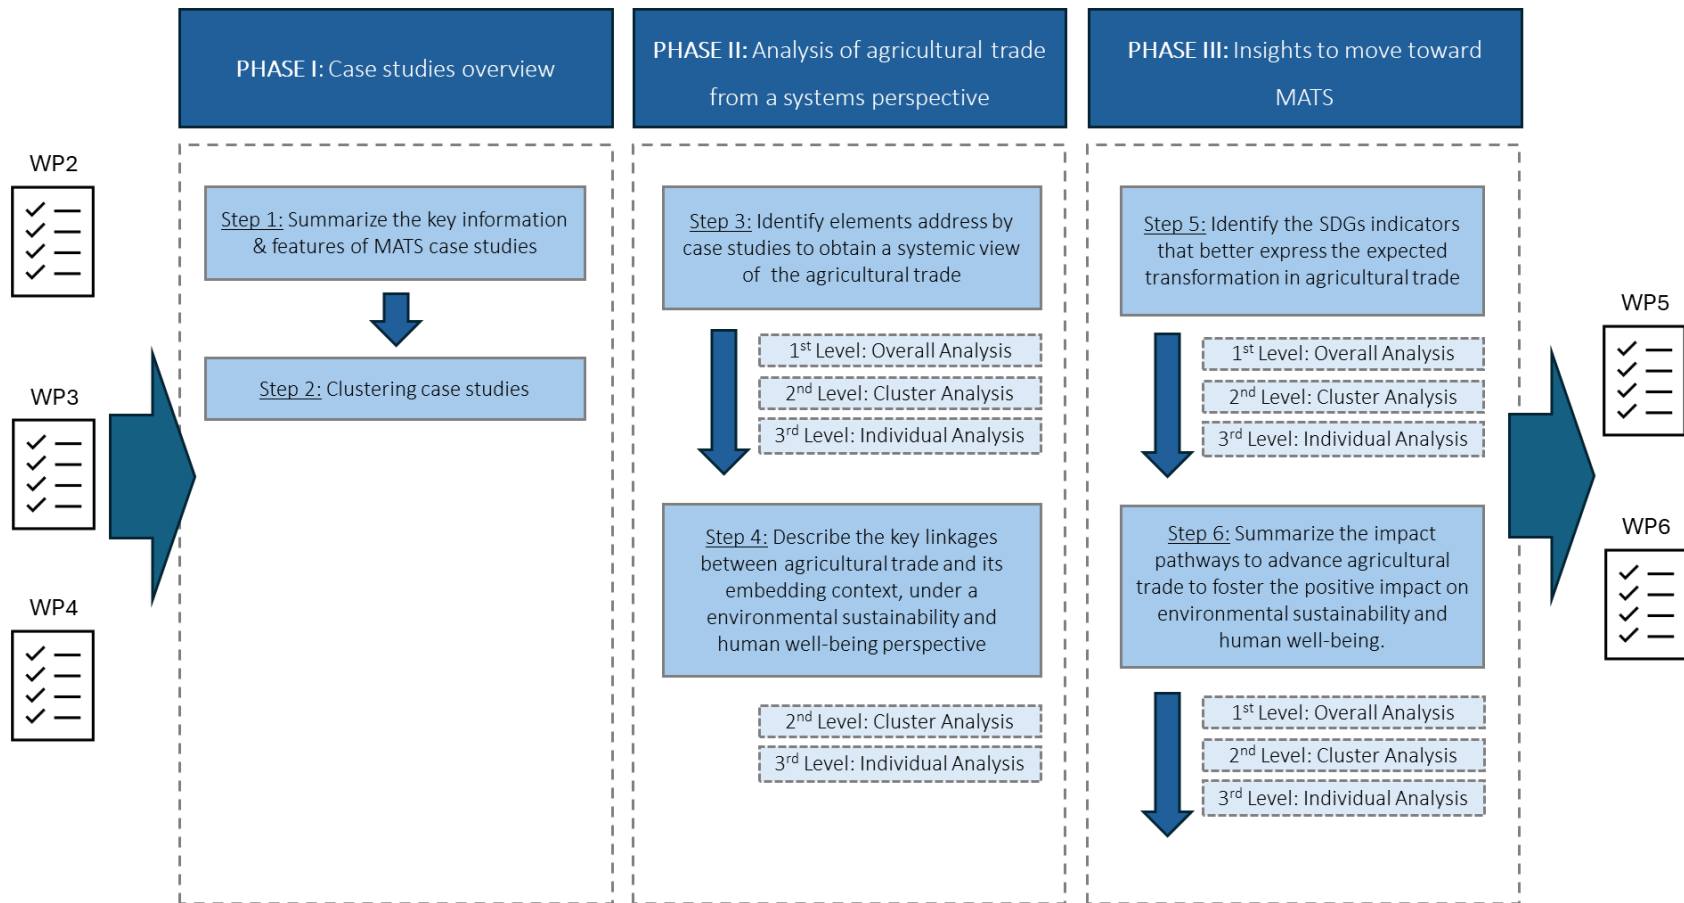 PHASE I: Case studies overview
PHASE II: Analysis of agricultural trade
from a systems perspective
PHASE III: Insights to move toward
MATS
WP2
WP3
WP4
Step 1: Summarize the key information
& features of MATS case studies
Step 2: Clustering case studies
Step 3: Identify elements address by
case studies to obtain a systemic view
of the agricultural trade
1st Level: Overall Analysis
2nd Level: Cluster Analysis
3rd Level: Individual Analysis
Step 4: Describe the key linkages
between agricultural trade and its
embedding context, under a
environmental sustainability and
human well-being perspective
2nd Level: Cluster Analysis
3rd Level: Individual Analysis
Step 5: Identify the SDGs indicators
that better express the expected
transformation in agricultural trade
1st Level: Overall Analysis
2nd Level: Cluster Analysis
3rd Level: Individual Analysis
Step 6: Summarize the impact
pathways to advance agricultural
trade to foster the positive impact on
environmental sustainability and
human well-being.
1st Level: Overall Analysis
2nd Level: Cluster Analysis
3rd Level: Individual Analysis
WP5
WP6